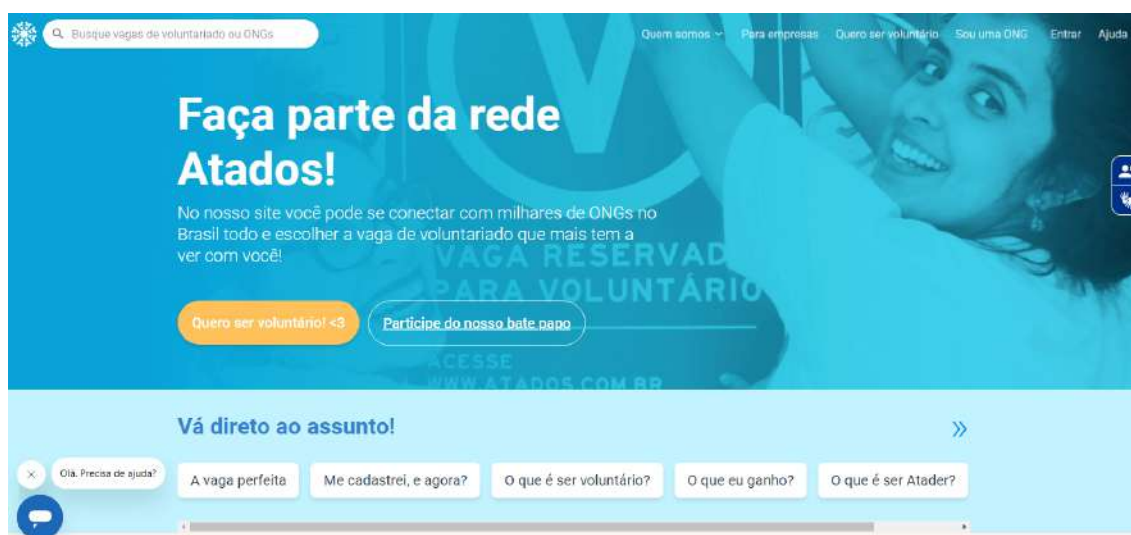 Busque vagas de voluntariado ou ONGs
Quem somos
Para empresas
Quero ser voluntário
Sou uma ONG
Entrar
Ajuda
Faça parte da rede
Atados!
No nosso site você pode se conectar com milhares de ONGs no
Brasil todo e escolher a vaga de voluntariado que mais tem a
ver com você!
V
VAGA RESERVAD
PARA VOLUNTÁRIO
Quero ser voluntário! <3
Participe do nosso bate papo
ACESSE
WWW.ATADOS.COM.BR
Vá direto ao assunto!
Olá. Precisa de ajuda?
A vaga perfeita
Me cadastrei, e agora?
O que é ser voluntário?
O que eu ganho?
O que é ser Atader?